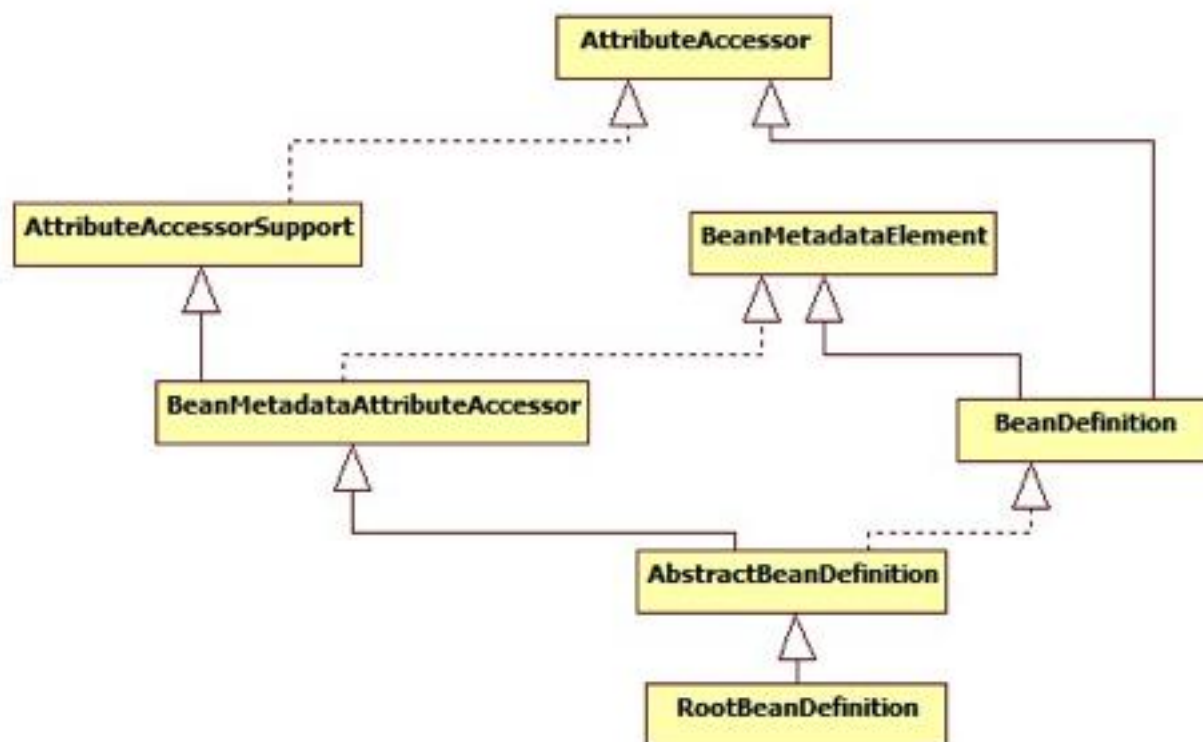 AttributeAccessor
AttributeAccessorSupport
BeanMetadataElement
BeanMetadataAttributeAccessor
BeanDefinition
AbstractBeanDefinition
RootBeanDefinition